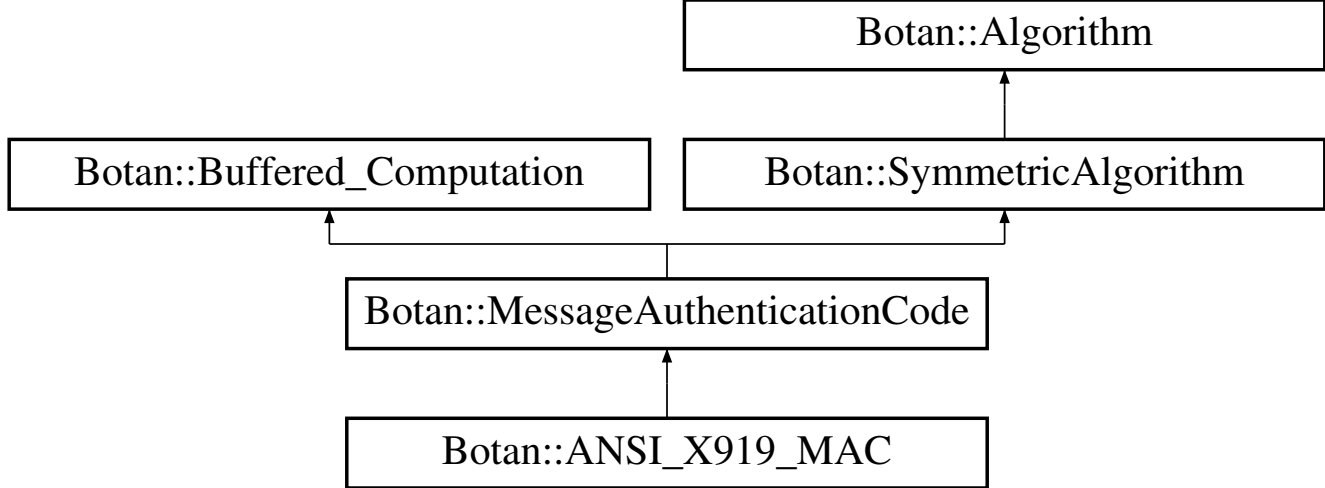 Botan::Algorithm
Botan::Buffered_Computation
Botan::SymmetricAlgorithm
Botan::MessageAuthenticationCode
Botan::ANSI_X919_MAC